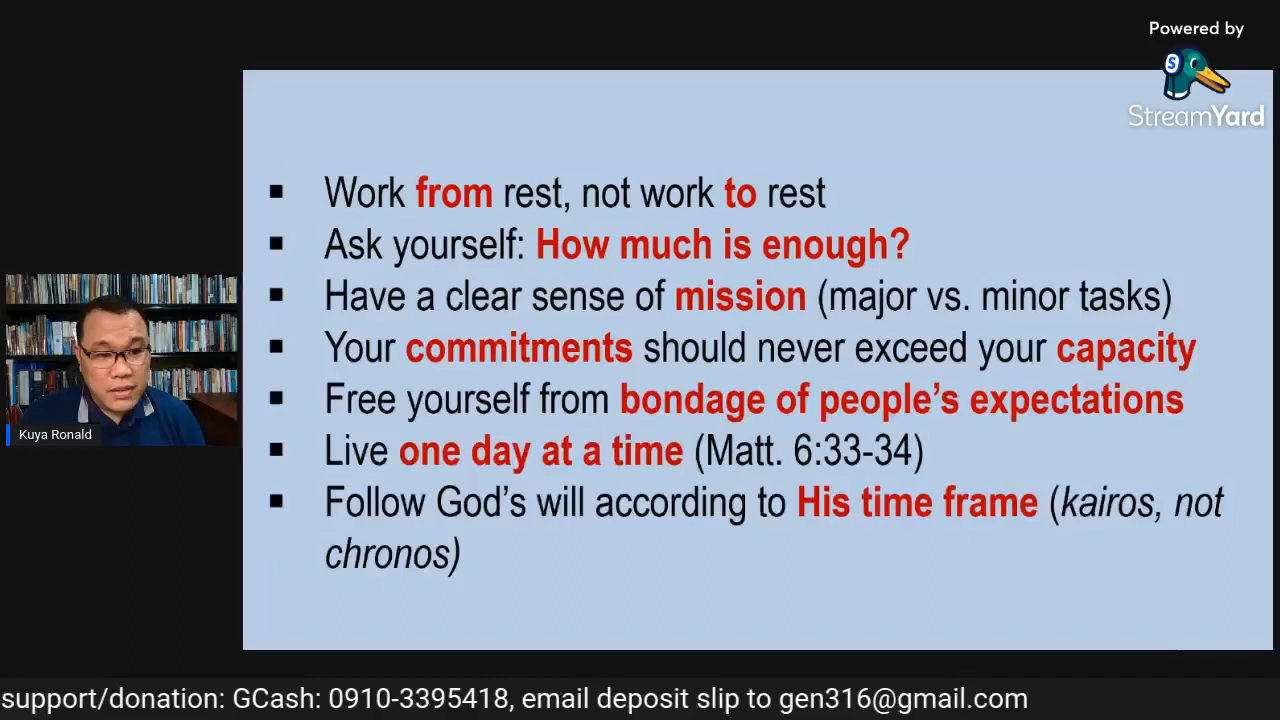 Powered by
StreamYard
▪ Work from rest, not work to rest
▪ Ask yourself: How much is enough?
▪ Have a clear sense of mission (major vs. minor tasks)
▪ Your commitments should never exceed your capacity
▪ Free yourself from bondage of people’s expectations
▪ Live one day at a time (Matt. 6:33-34)
▪ Follow God’s will according to His time frame (kairos, not
chronos)
Kuya Ronald
support/donation: GCash: 0910-3395418, email deposit slip to gen316@gmail.com